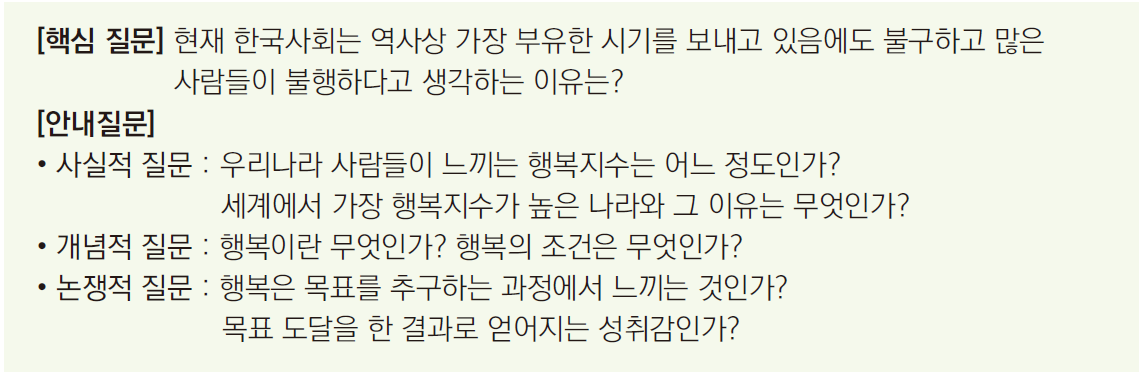 [핵심 질문] 현재 한국사회는 역사상 가장 부유한 시기를 보내고 있음에도 불구하고 많은
사람들이 불행하다고 생각하는 이유는?
[안내질문]
• 사실적 질문 : 우리나라 사람들이 느끼는 행복지수는 어느 정도인가?
세계에서 가장 행복지수가 높은 나라와 그 이유는 무엇인가?
• 개념적 질문 : 행복이란 무엇인가? 행복의 조건은 무엇인가?
• 논쟁적 질문 : 행복은 목표를 추구하는 과정에서 느끼는 것인가?
목표 도달을 한 결과로 얻어지는 성취감인가?